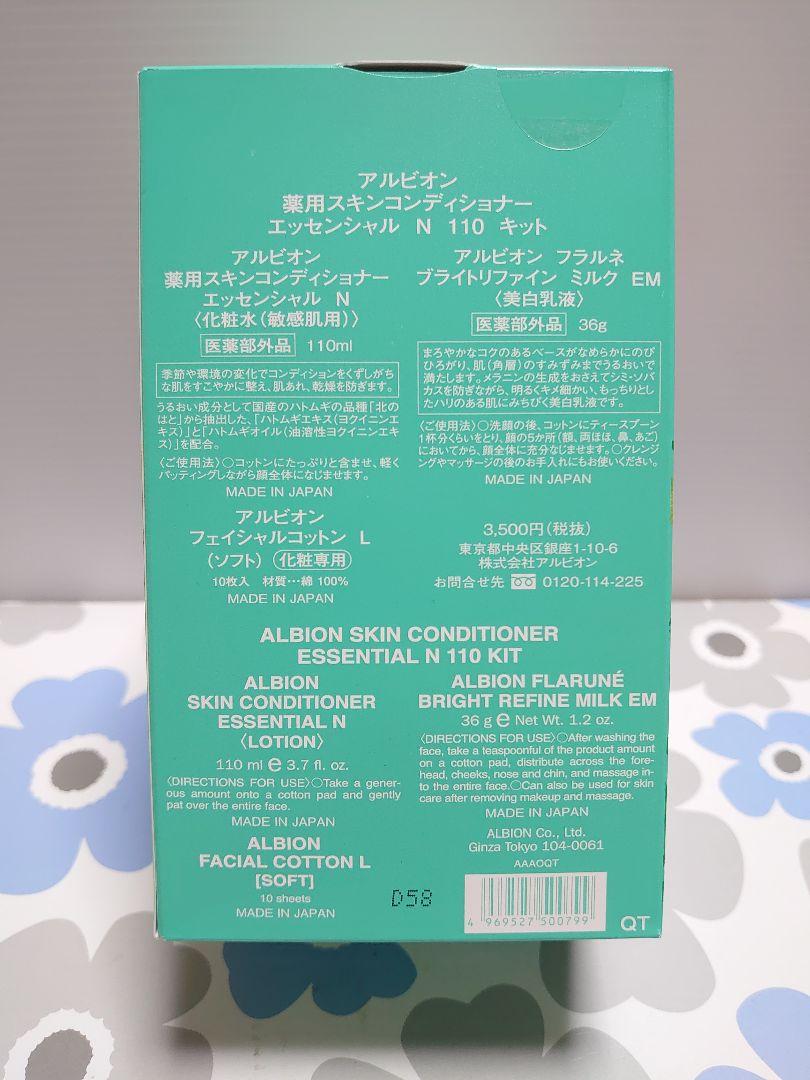 アルビオン
薬用スキンコンディショナー
エッセンシャル N 110 キット
アルビオン
薬用スキンコンディショナー
エッセンシャル N
〈化粧水(敏感肌用)〉
医薬部外品 110ml
季節や環境の変化でコンディションをくずしがち
な肌をすこやかに整え、肌あれ、乾燥を防ぎます。
うるおい成分として国産のハトムギの品種「北の
はと」から抽出した、「ハトムギエキス(ヨクイニンエ
キス)」と「ハトムギオイル(油溶性ヨクイニンエキ
ス)」を配合。
〈ご使用法〉○コットンにたっぷりと含ませ、軽く
パッティングしながら顔全体になじませます。
MADE IN JAPAN
アルビオン フラルネ
ブライトリファイン ミルク EM
〈美白乳液〉
医薬部外品 36g
まろやかなコクのあるベースがなめらかにのび
ひろがり、肌(角層)のすみずみまでうるおいで
満たします。メラニンの生成をおさえてシミ・ソバ
カスを防ぎながら、明るくキメ細かい、もっちりとし
たハリのある肌にみちびく美白乳液です。
〈ご使用法〉○洗顔の後、コットンにティースプーン
1杯分くらいをとり、顔の5か所(額、両ほほ、鼻、あご)
においてから、顔全体に充分なじませます。○クレンジ
ングやマッサージの後のお手入れにもお使いください。
MADE IN JAPAN
アルビオン
フェイシャルコットン L
(ソフト) 化粧専用
10枚入 材質…綿 100%
MADE IN JAPAN
3,500円(税抜)
東京都中央区銀座1-10-6
株式会社アルビオン
お問合せ先 0120-114-225
ALBION SKIN CONDITIONER
ESSENTIAL N 110 KIT
ALBION
SKIN CONDITIONER
ESSENTIAL N
〈LOTION〉
110 ml e 3.7 fl. oz.
〈DIRECTIONS FOR USE〉○Take a gener-
ous amount onto a cotton pad and gently
pat over the entire face.
MADE IN JAPAN
ALBION
FACIAL COTTON L
[SOFT]
10 sheets
MADE IN JAPAN
ALBION FLARUNÉ
BRIGHT REFINE MILK EM
36 g e Net Wt. 1.2 oz.
〈DIRECTIONS FOR USE〉○After washing the
face, take a teaspoonful of the product amount
on a cotton pad, distribute across the fore-
head, cheeks, nose and chin, and massage in-
to the entire face.○Can also be used for skin
care after removing makeup and massage.
MADE IN JAPAN
ALBION Co., Ltd.
Ginza Tokyo 104-0061
AAAOQT
D58
4 969527 500799
QT